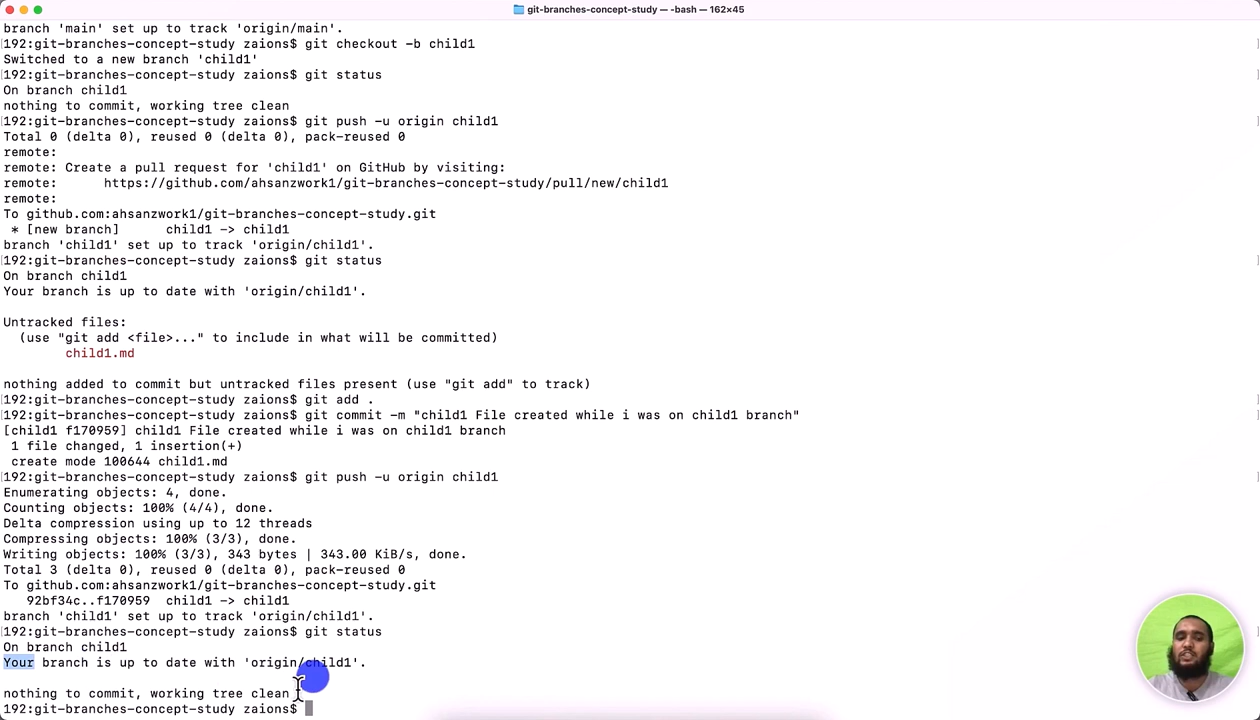 git-branches-concept-study — -bash — 162×45
branch 'main' set up to track 'origin/main'.
[192:git-branches-concept-study zaions$ git checkout -b child1
Switched to a new branch 'child1'
[192:git-branches-concept-study zaions$ git status
On branch child1
nothing to commit, working tree clean
[192:git-branches-concept-study zaions$ git push -u origin child1
Total 0 (delta 0), reused 0 (delta 0), pack-reused 0
remote:
remote: Create a pull request for 'child1' on GitHub by visiting:
remote:      https://github.com/ahsanzwork1/git-branches-concept-study/pull/new/child1
remote:
To github.com:ahsanzwork1/git-branches-concept-study.git
 * [new branch]      child1 -> child1
branch 'child1' set up to track 'origin/child1'.
[192:git-branches-concept-study zaions$ git status
On branch child1
Your branch is up to date with 'origin/child1'.
Untracked files:
  (use "git add <file>..." to include in what will be committed)
        child1.md
nothing added to commit but untracked files present (use "git add" to track)
[192:git-branches-concept-study zaions$ git add .
[192:git-branches-concept-study zaions$ git commit -m "child1 File created while i was on child1 branch"
[child1 f170959] child1 File created while i was on child1 branch
 1 file changed, 1 insertion(+)
 create mode 100644 child1.md
[192:git-branches-concept-study zaions$ git push -u origin child1
Enumerating objects: 4, done.
Counting objects: 100% (4/4), done.
Delta compression using up to 12 threads
Compressing objects: 100% (3/3), done.
Writing objects: 100% (3/3), 343 bytes | 343.00 KiB/s, done.
Total 3 (delta 0), reused 0 (delta 0), pack-reused 0
To github.com:ahsanzwork1/git-branches-concept-study.git
   92bf34c..f170959  child1 -> child1
branch 'child1' set up to track 'origin/child1'.
[192:git-branches-concept-study zaions$ git status
On branch child1
Your branch is up to date with 'origin/child1'.
nothing to commit, working tree clean
192:git-branches-concept-study zaions$